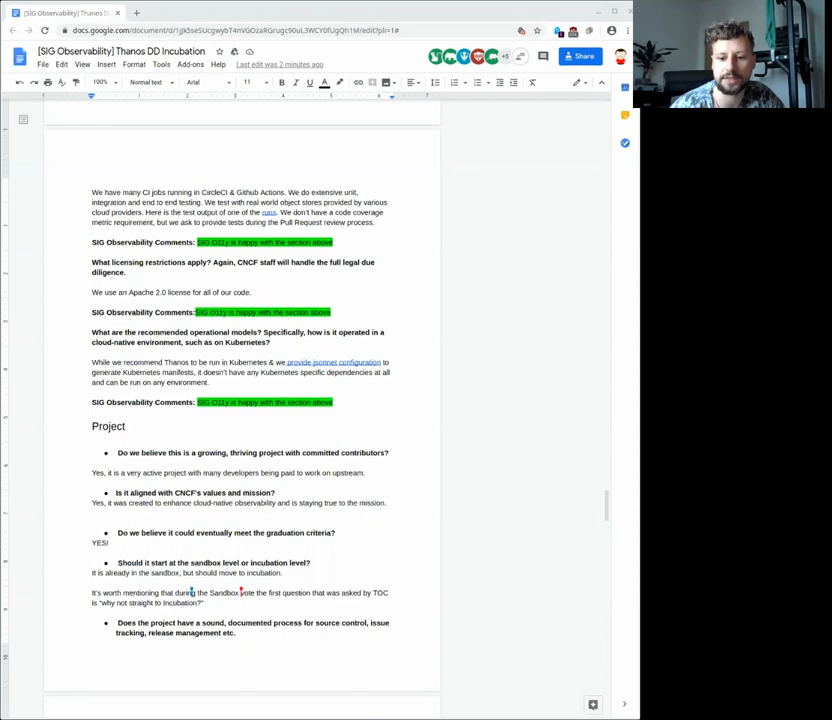 [SIG Observability] Thanos DD In
[SIG Observability] Thanos DD Incubation
File Edit View Insert Format Tools Add-ons Help
Last edit was 2 minutes ago
+5
Share
100%
Normal text
Arial
11
We have many CI jobs running in CircleCI & Github Actions. We do extensive unit,
integration and end to end testing. We test with real world object stores provided by various
cloud providers. Here is the test output of one of the runs. We don't have a code coverage
metric requirement, but we ask to provide tests during the Pull Request review process.
SIG Observability Comments: SIG O11y is happy with the section above
What licensing restrictions apply? Again, CNCF staff will handle the full legal due
diligence.
We use an Apache 2.0 license for all of our code.
SIG Observability Comments:SIG O11y is happy with the section above
What are the recommended operational models? Specifically, how is it operated in a
cloud-native environment, such as on Kubernetes?
While we recommend Thanos to be run in Kubernetes & we provide jsonnet configuration to
generate Kubernetes manifests, it doesn't have any Kubernetes specific dependencies at all
and can be run on any environment.
SIG Observability Comments: SIG O11y is happy with the section above
Project
● Do we believe this is a growing, thriving project with committed contributors?
Yes, it is a very active project with many developers being paid to work on upstream.
● Is it aligned with CNCF's values and mission?
Yes, it was created to enhance cloud-native observability and is staying true to the mission.
● Do we believe it could eventually meet the graduation criteria?
YES!
● Should it start at the sandbox level or incubation level?
It is already in the sandbox, but should move to incubation.
It's worth mentioning that during the Sandbox vote the first question that was asked by TOC
is "why not straight to Incubation?"
● Does the project have a sound, documented process for source control, issue
tracking, release management etc.